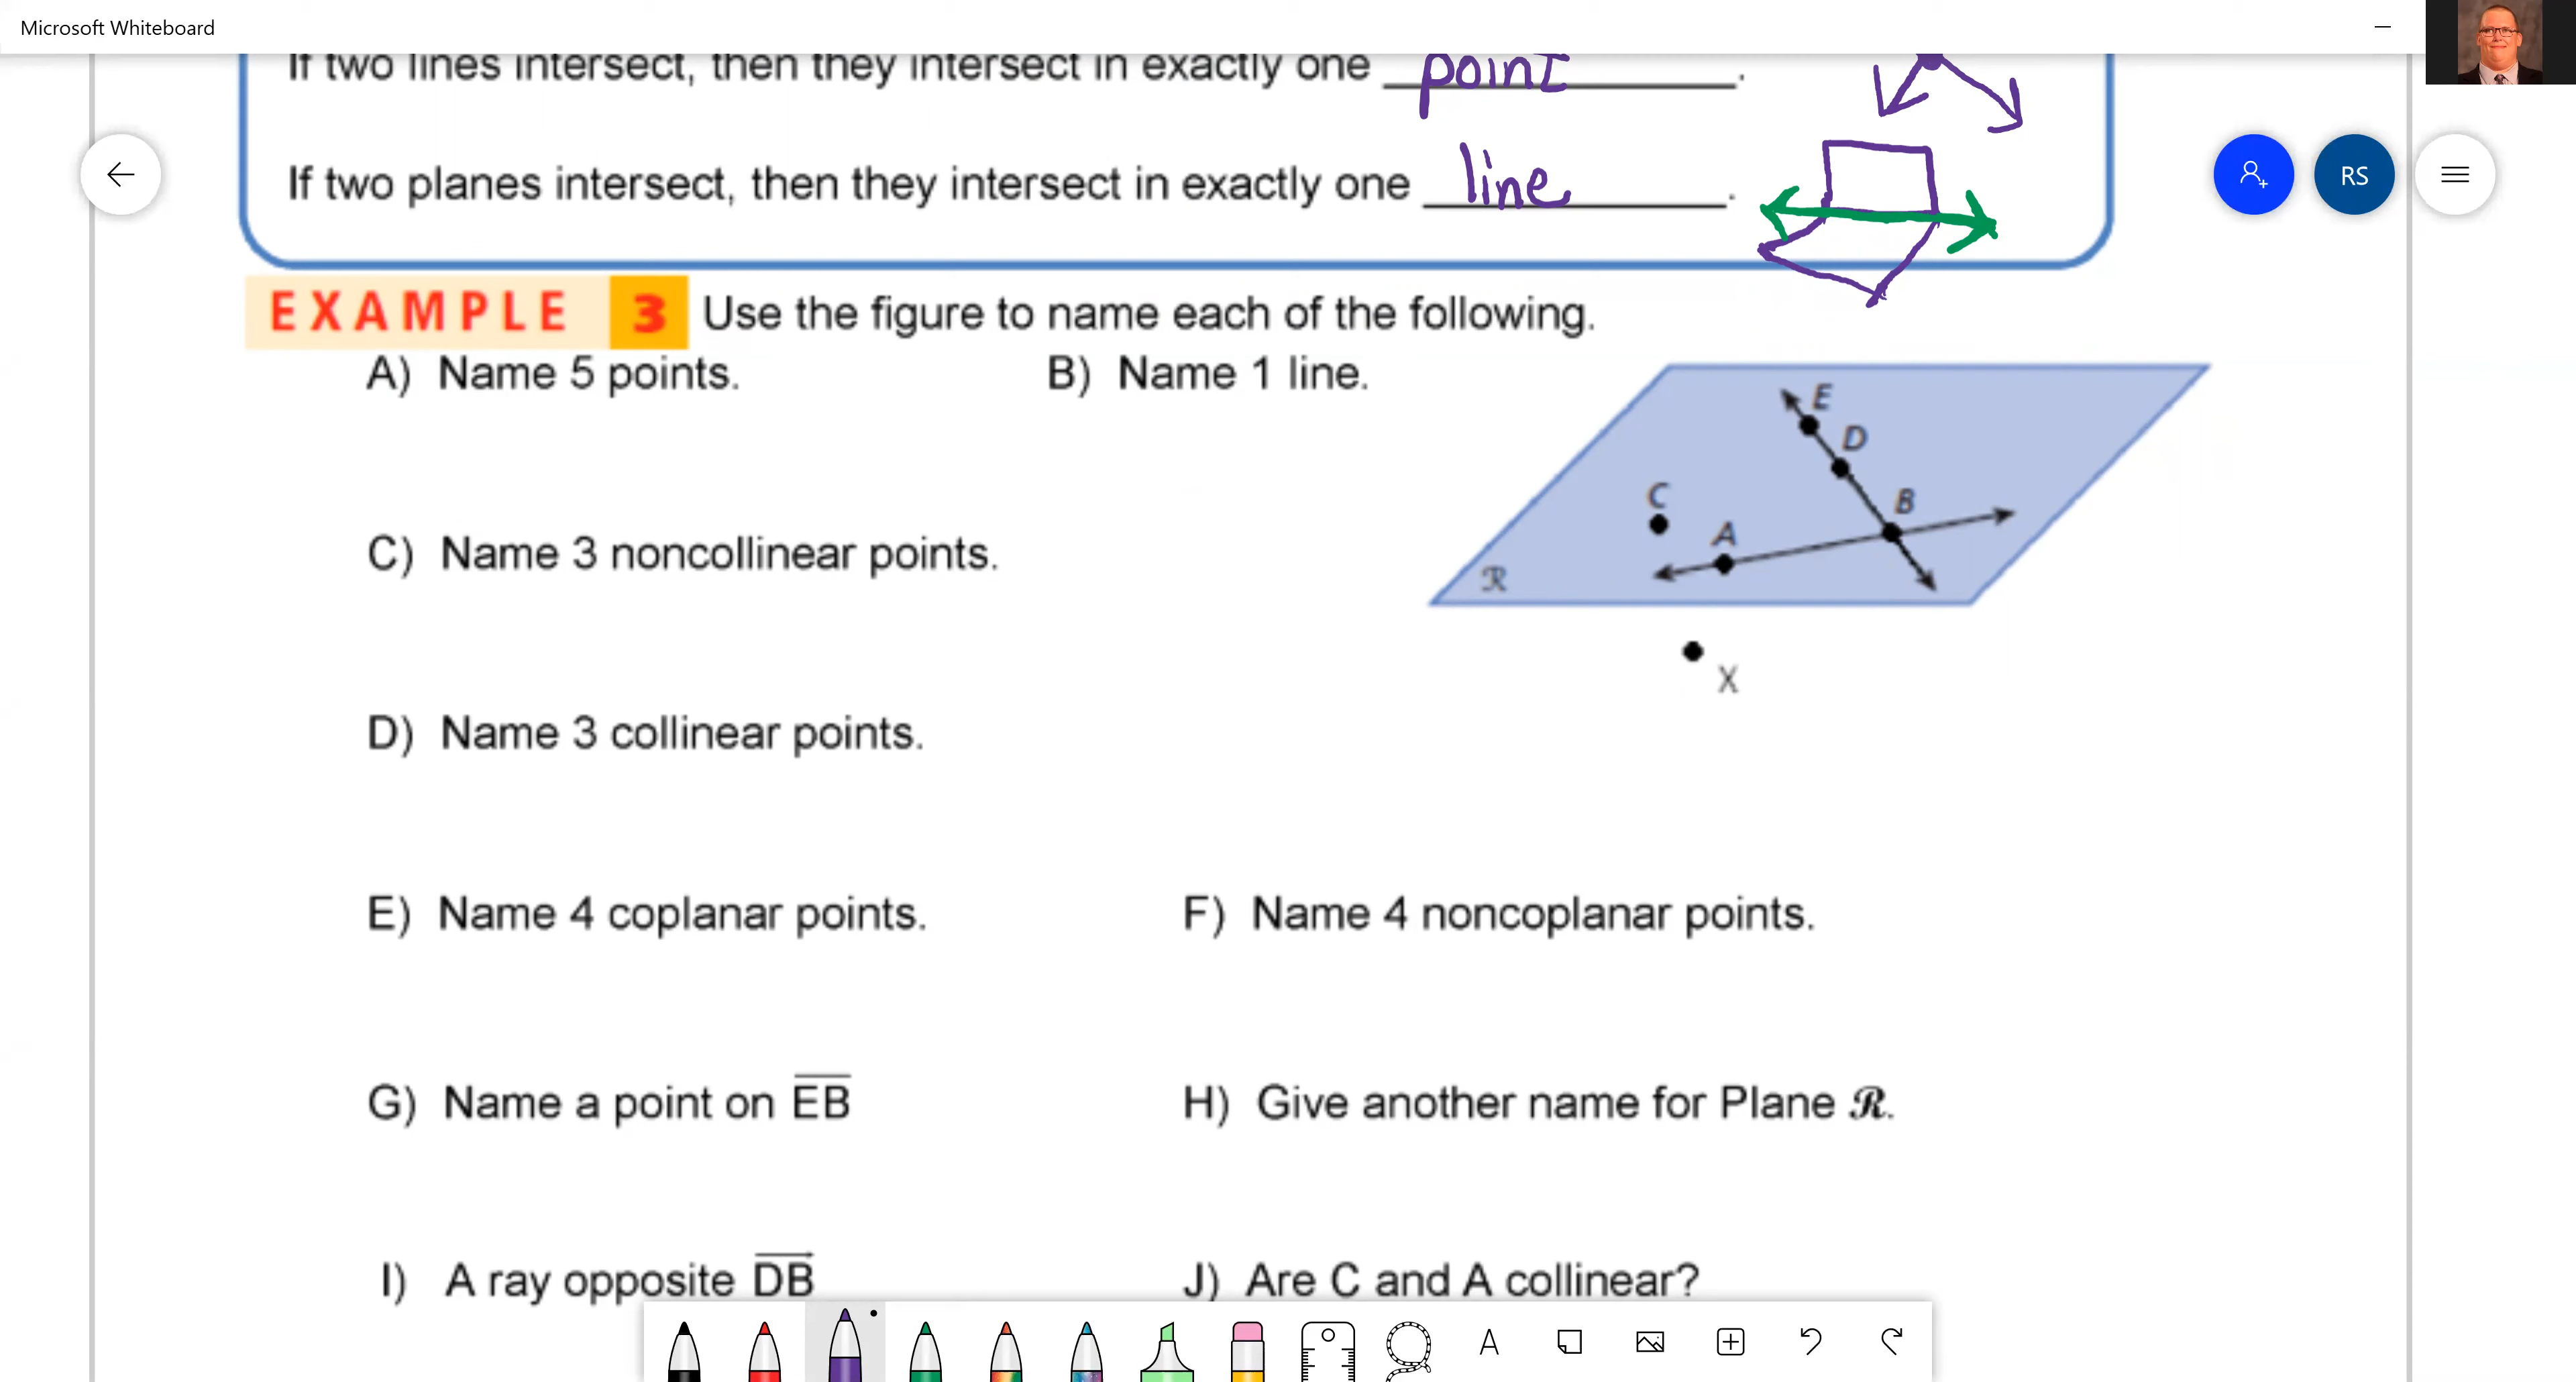 Microsoft Whiteboard
If two lines intersect, then they intersect in exactly one point.
If two planes intersect, then they intersect in exactly one line.
RS
EXAMPLE 3 Use the figure to name each of the following.
A) Name 5 points. B) Name 1 line.
E
D
C
B
A
ℛ
X
C) Name 3 noncollinear points.
D) Name 3 collinear points.
E) Name 4 coplanar points. F) Name 4 noncoplanar points.
G) Name a point on E̅B̅ H) Give another name for Plane ℛ.
I) A ray opposite D⃗B⃗ J) Are C and A collinear?
A